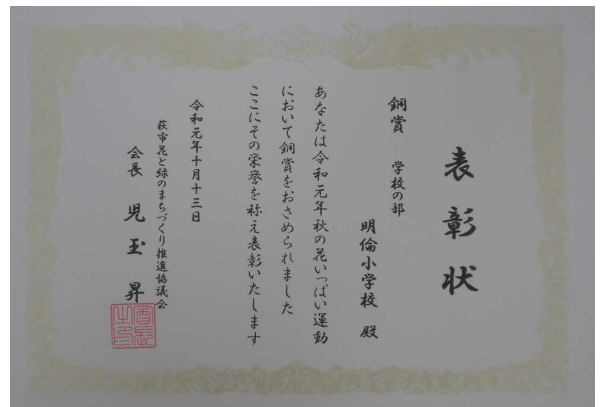 表彰状
銅賞 学校の部
明倫小学校 殿
あなたは令和元年秋の花いっぱい運動
において銅賞をおさめられました
ここにその栄誉を称え表彰いたします
令和元年十月十三日
萩市花と緑のまちづくり推進協議会
会長 児玉 昇